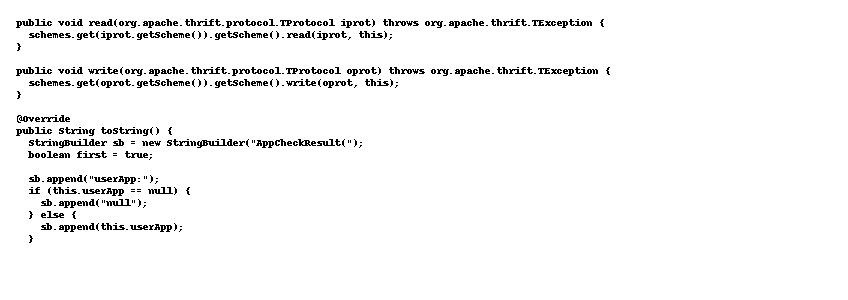 public void read(org.apache.thrift.protocol.TProtocol iprot) throws org.apache.thrift.TException {
  schemes.get(iprot.getScheme()).getScheme().read(iprot, this);
}

public void write(org.apache.thrift.protocol.TProtocol oprot) throws org.apache.thrift.TException {
  schemes.get(oprot.getScheme()).getScheme().write(oprot, this);
}

@Override
public String toString() {
  StringBuilder sb = new StringBuilder("AppCheckResult(");
  boolean first = true;

  sb.append("userApp:");
  if (this.userApp == null) {
    sb.append("null");
  } else {
    sb.append(this.userApp);
  }